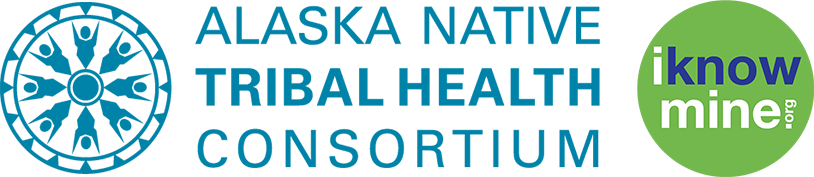 ALASKA NATIVE
TRIBAL HEALTH
CONSORTIUM
iknow
mine.org